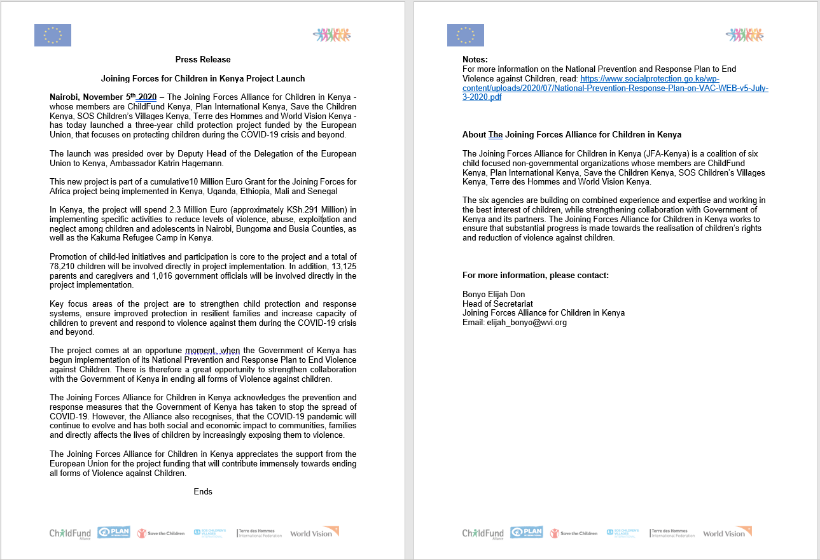 Press Release
Joining Forces for Children in Kenya Project Launch
Nairobi, November 5th 2020 – The Joining Forces Alliance for Children in Kenya -
whose members are ChildFund Kenya, Plan International Kenya, Save the Children
Kenya, SOS Children's Villages Kenya, Terre des Hommes and World Vision Kenya -
has today launched a three-year child protection project funded by the European
Union, that focuses on protecting children during the COVID-19 crisis and beyond.
The launch was presided over by Deputy Head of the Delegation of the European
Union to Kenya, Ambassador Katrin Hagemann.
This new project is part of a cumulative10 Million Euro Grant for the Joining Forces for
Africa project being implemented in Kenya, Uganda, Ethiopia, Mali and Senegal
In Kenya, the project will spend 2.3 Million Euro (approximately KSh.291 Million) in
implementing specific activities to reduce levels of violence, abuse, exploitation and
neglect among children and adolescents in Nairobi, Bungoma and Busia Counties, as
well as the Kakuma Refugee Camp in Kenya.
Promotion of child-led initiatives and participation is core to the project and a total of
78,210 children will be involved directly in project implementation. In addition, 13,125
parents and caregivers and 1,016 government officials will be involved directly in the
project implementation.
Key focus areas of the project are to strengthen child protection and response
systems, ensure improved protection in resilient families and increase capacity of
children to prevent and respond to violence against them during the COVID-19 crisis
and beyond.
The project comes at an opportune moment, when the Government of Kenya has
begun implementation of its National Prevention and Response Plan to End Violence
against Children. There is therefore a great opportunity to strengthen collaboration
with the Government of Kenya in ending all forms of Violence against children.
The Joining Forces Alliance for Children in Kenya acknowledges the prevention and
response measures that the Government of Kenya has taken to stop the spread of
COVID-19. However, the Alliance also recognises, that the COVID-19 pandemic will
continue to evolve and has both social and economic impact to communities, families
and directly affects the lives of children by increasingly exposing them to violence.
The Joining Forces Alliance for Children in Kenya appreciates the support from the
European Union for the project funding that will contribute immensely towards ending
all forms of Violence against Children.
Ends
ChildFund PLAN Save the Children Terre des Hommes International Federation World Vision
Notes:
For more information on the National Prevention and Response Plan to End
Violence against Children, read: https://www.socialprotection.go.ke/wp-
content/uploads/2020/07/National-Prevention-Response-Plan-on-VAC-WEB-v5-July-
3-2020.pdf
About The Joining Forces Alliance for Children in Kenya
The Joining Forces Alliance for Children in Kenya (JFA-Kenya) is a coalition of six
child focused non-governmental organizations whose members are ChildFund
Kenya, Plan International Kenya, Save the Children Kenya, SOS Children's Villages
Kenya, Terre des Hommes and World Vision Kenya.
The six agencies are building on combined experience and expertise and working in
the best interest of children, while strengthening collaboration with Government of
Kenya and its partners. The Joining Forces Alliance for Children in Kenya works to
ensure that substantial progress is made towards the realisation of children's rights
and reduction of violence against children.
For more information, please contact:
Bonyo Elijah Don
Head of Secretariat
Joining Forces Alliance for Children in Kenya
Email: elijah_bonyo@wvi.org
ChildFund PLAN Save the Children Terre des Hommes International Federation World Vision